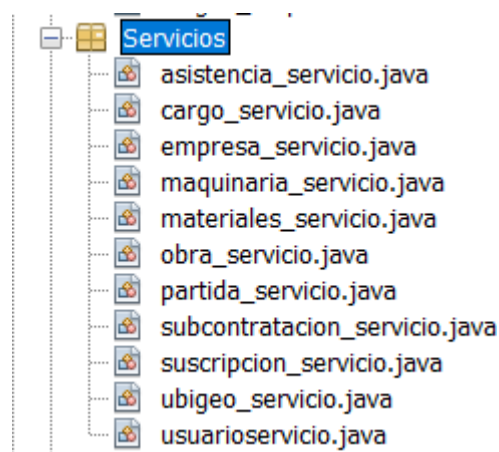 Servicios
asistencia_servicio.java
cargo_servicio.java
empresa_servicio.java
maquinaria_servicio.java
materiales_servicio.java
obra_servicio.java
partida_servicio.java
subcontratacion_servicio.java
suscripcion_servicio.java
ubigeo_servicio.java
usuarioservicio.java